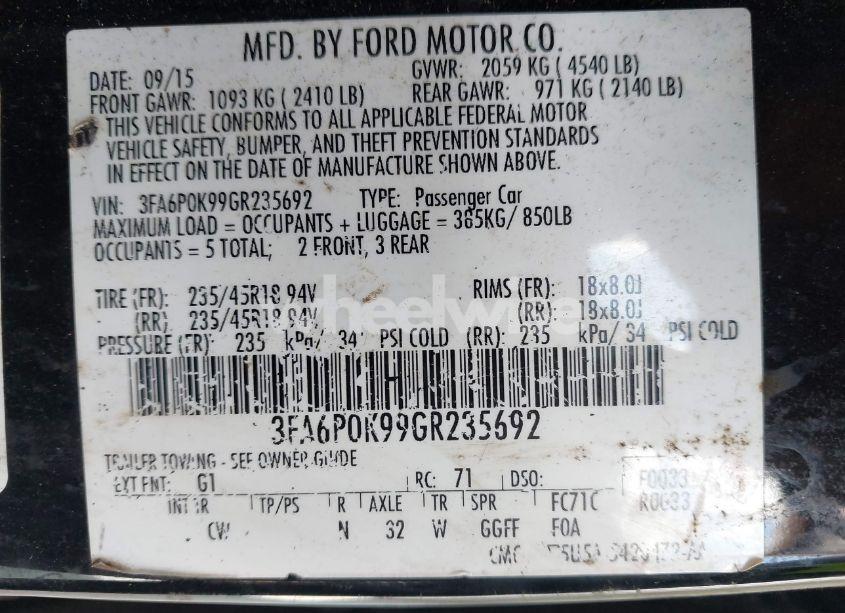 MFD. BY FORD MOTOR CO.
DATE: 09/15 GVWR: 2059 KG ( 4540 LB)
FRONT GAWR: 1093 KG ( 2410 LB) REAR GAWR: 971 KG ( 2140 LB)
THIS VEHICLE CONFORMS TO ALL APPLICABLE FEDERAL MOTOR
VEHICLE SAFETY, BUMPER, AND THEFT PREVENTION STANDARDS
IN EFFECT ON THE DATE OF MANUFACTURE SHOWN ABOVE.
VIN: 3FA6P0K99GR235692 TYPE: Passenger Car
MAXIMUM LOAD = OCCUPANTS + LUGGAGE = 385KG/ 850LB
OCCUPANTS = 5 TOTAL; 2 FRONT, 3 REAR
TIRE (FR): 235/45R18 94V RIMS (FR): 18x8.0J
(RR): 235/45R18 94V (RR): 18x8.0J
PRESSURE (FR): 235 kPa/ 34 PSI COLD (RR): 235 kPa/ 34 PSI COLD
3FA6P0K99GR235692
TRAILER TOWING - SEE OWNER GUIDE
EXT PNT: G1 RC: 71 DSO: F0033
INT TR TP/PS R AXLE TR SPR FC71C R0033
CW N 32 W GGFF FOA